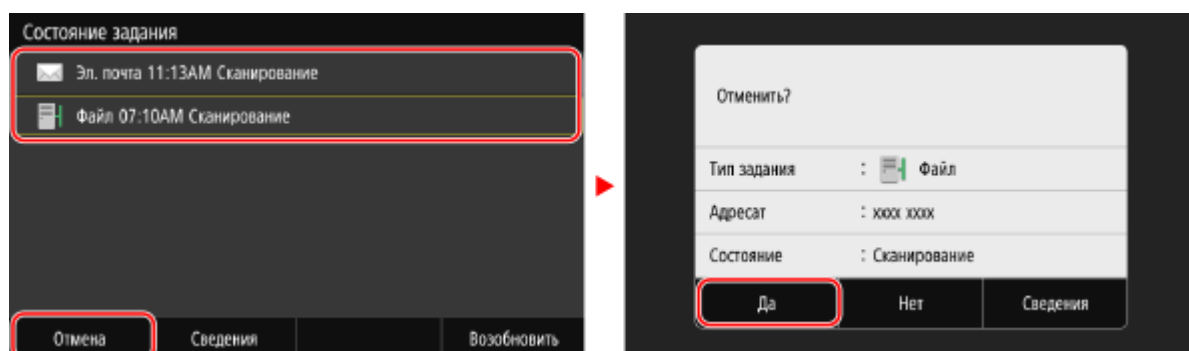 Состояние задания
Эл. почта 11:13AM Сканирование
Файл 07:10AM Сканирование
Отмена Сведения Возобновить
Отменить?
Тип задания : Файл
Адресат : xxxx xxxx
Состояние : Сканирование
Да Нет Сведения